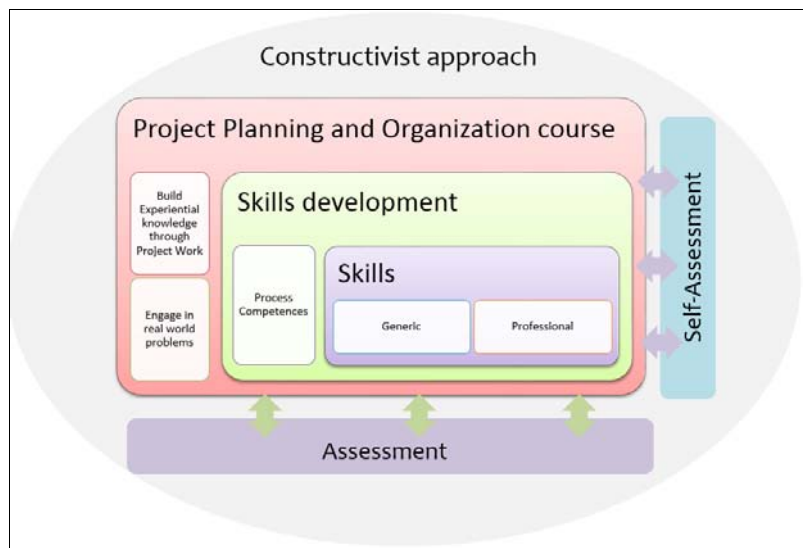 Constructivist approach
Project Planning and Organization course
Build
Experiential
knowledge
through
Project Work
Engage in
real world
problems
Skills development
Process
Competences
Skills
Generic
Professional
Self-Assessment
Assessment